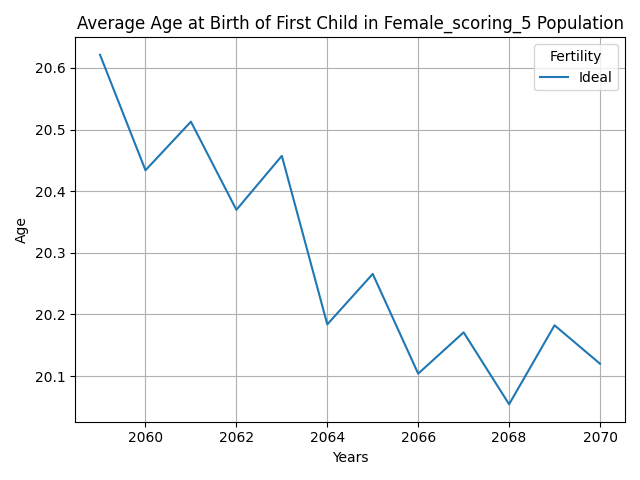 Average Age at Birth of First Child in Female_scoring_5 Population
Fertility
Ideal
20.6
20.5
20.4
20.3
20.2
20.1
Age
2060 2062 2064 2066 2068 2070
Years